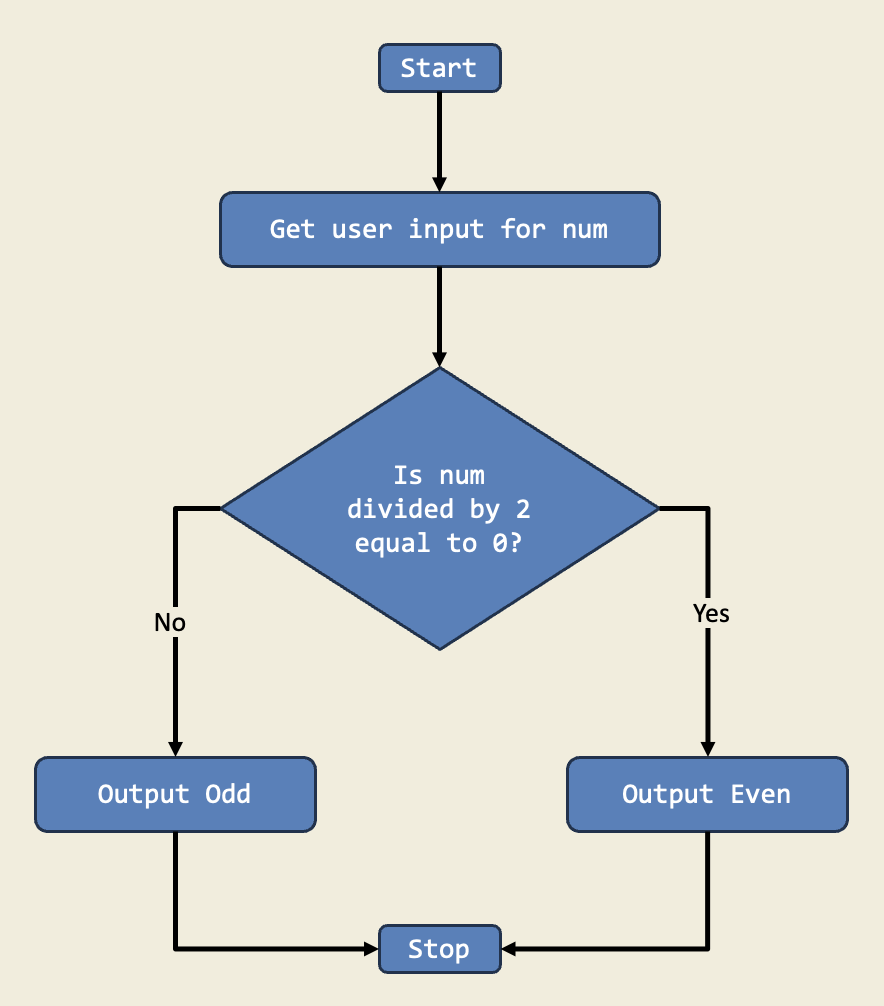 Start
Get user input for num
Is num
divided by 2
equal to 0?
No
Yes
Output Odd
Output Even
Stop